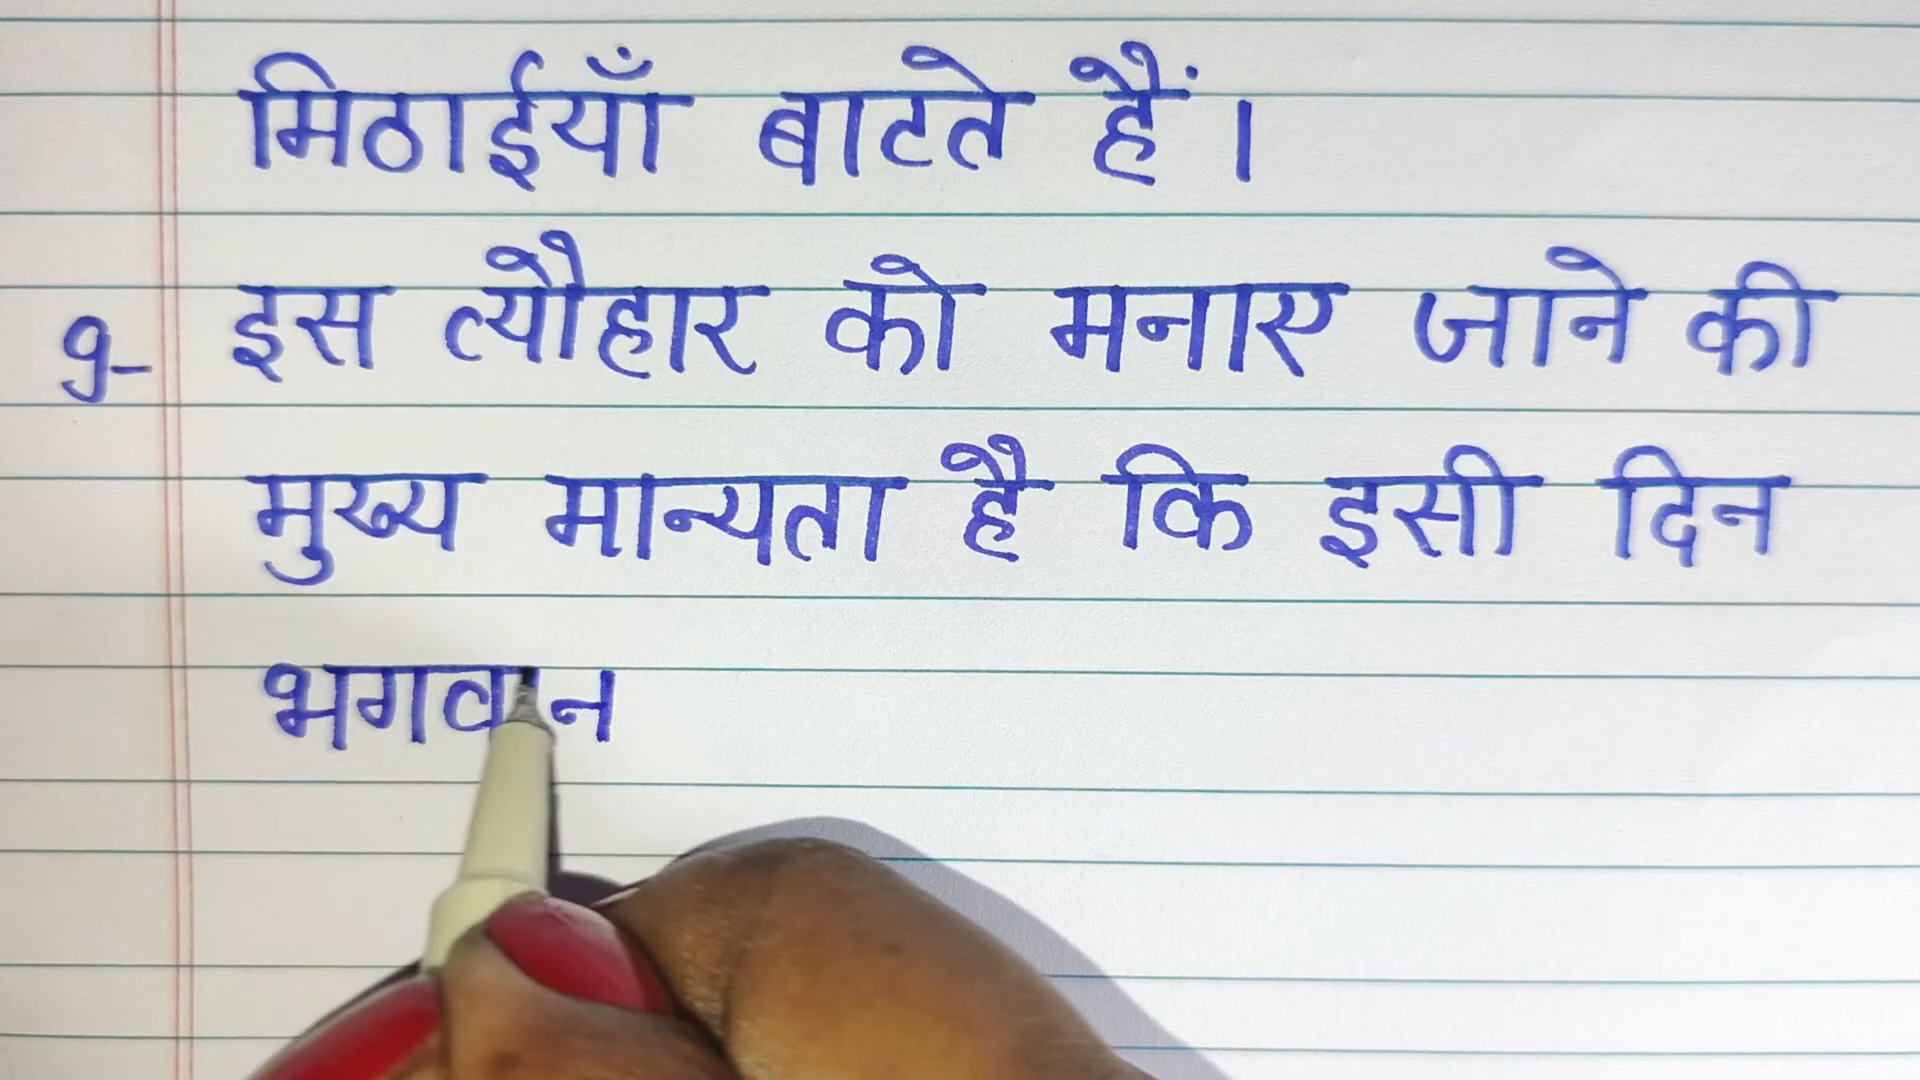 मिठाईयाँ बाटते हैं।
9- इस त्यौहार को मनाए जाने की
मुख्य मान्यता है कि इसी दिन
भगवान